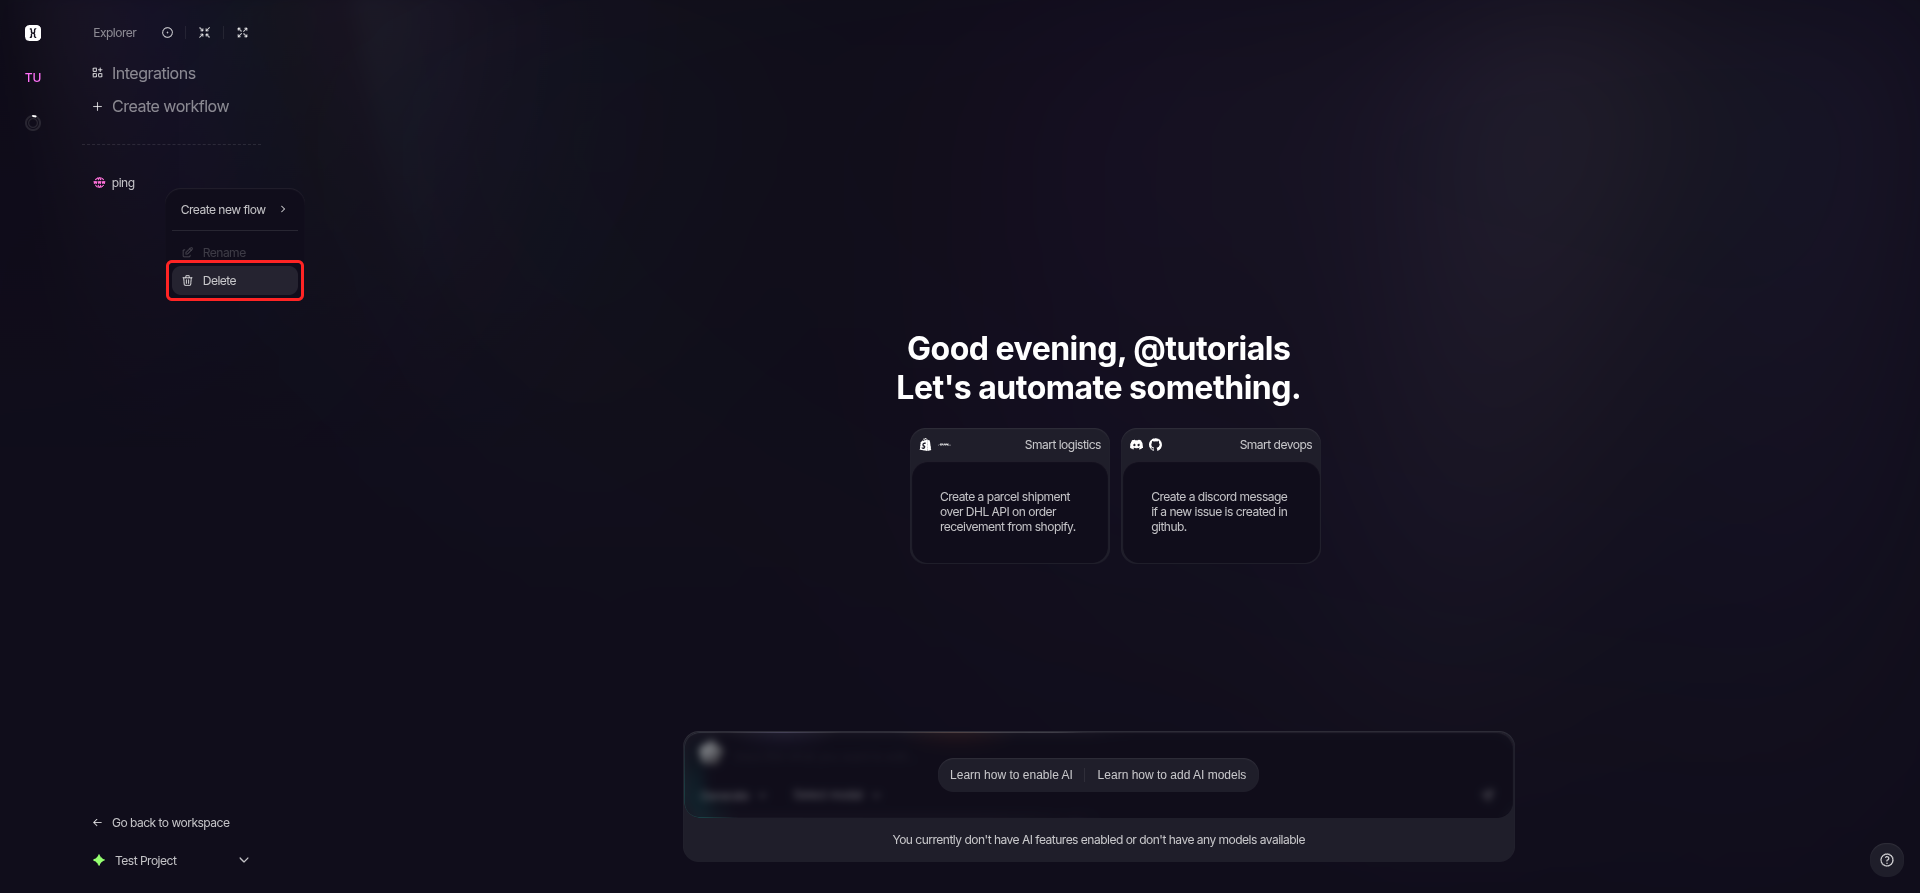 Explorer
Integrations
TU
Create workflow
ping
Create new flow
Rename
Delete
Good evening, @tutorials
Let's automate something.
Smart logistics
Create a parcel shipment
over DHL API on order
receivement from shopify.
Smart devops
Create a discord message
if a new issue is created in
github.
Learn how to enable AI
Learn how to add AI models
You currently don't have AI features enabled or don't have any models available
Go back to workspace
Test Project